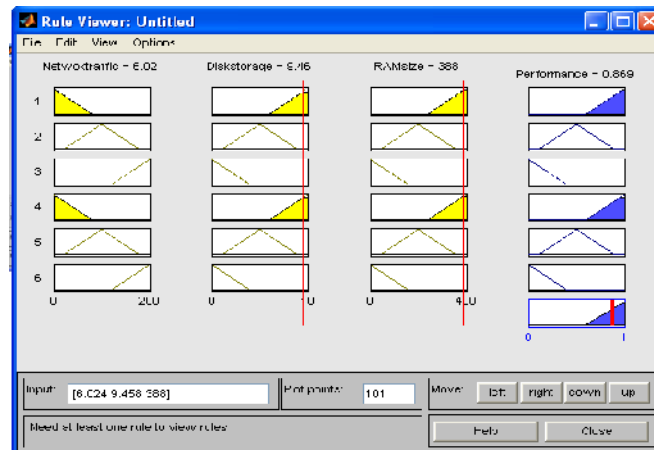 Rule Viewer: Untitled
File Edit View Options
Networktraffic = 6.02 Diskstorage = 9.46 RAMsize = 388 Performance = 0.869
1
2
3
4
5
6
0 200 0 10 0 400
0 1
Input: [6.024 9.458 388] Plot points: 101 Move: left right down up
Need at least one rule to view rules Help Close